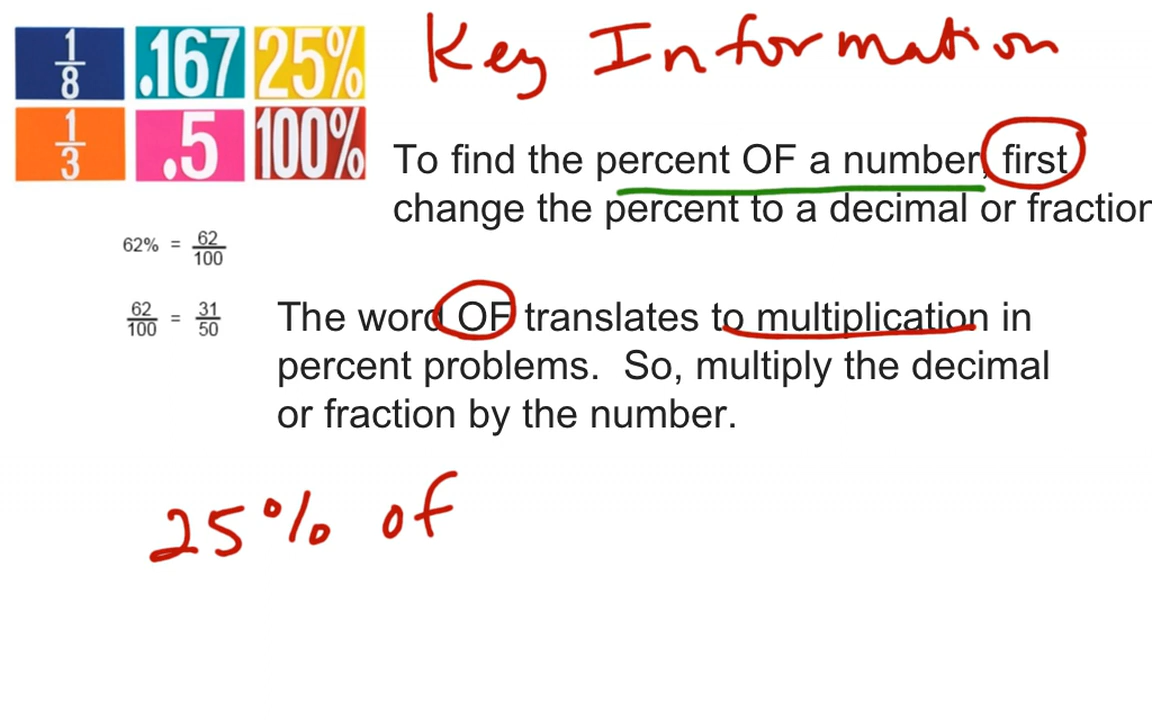 1/8 .167 25%
1/3 .5 100%
Key Information
To find the percent OF a number, first
change the percent to a decimal or fraction
62% = 62/100
62/100 = 31/50
The word OF translates to multiplication in
percent problems. So, multiply the decimal
or fraction by the number.
25% of